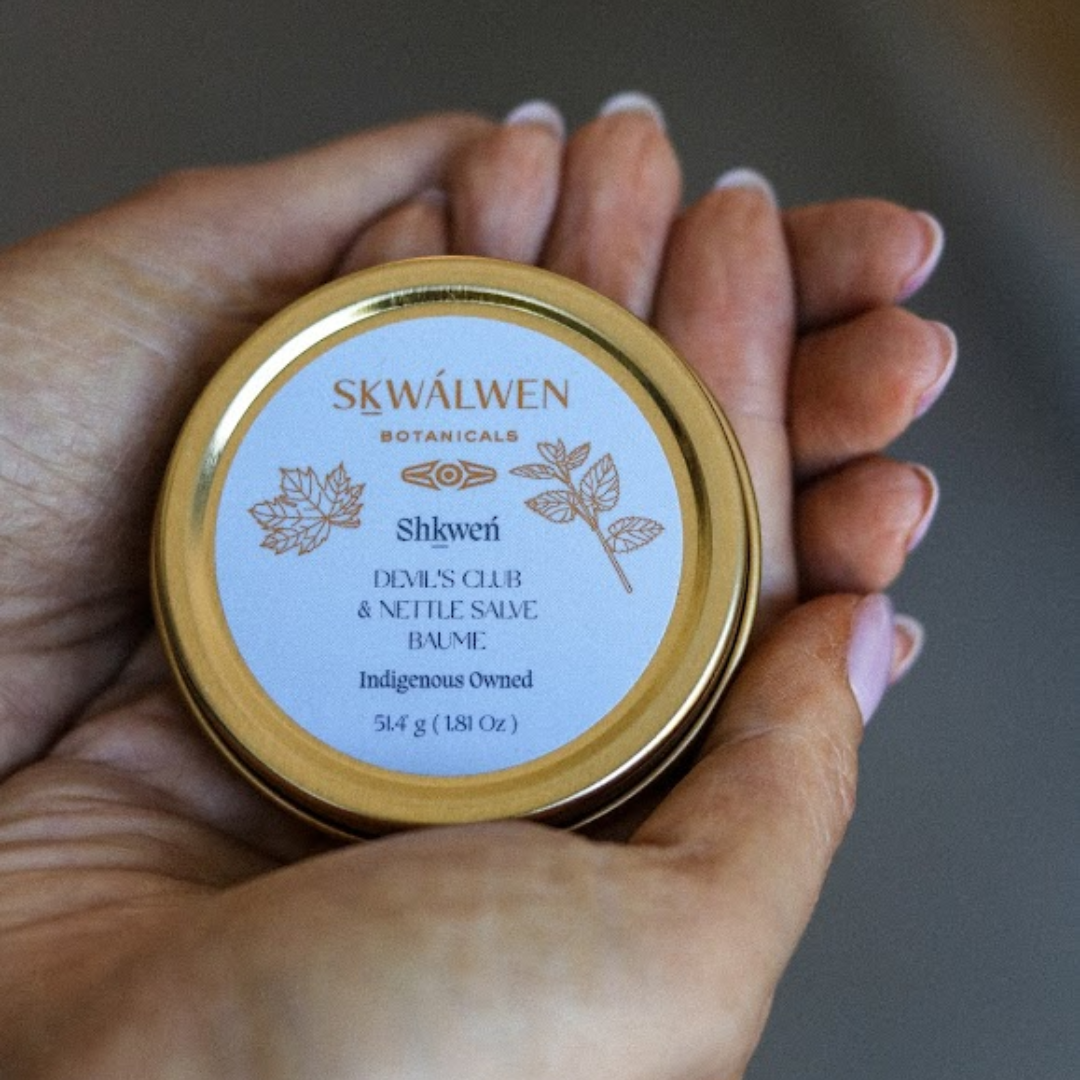 SḴWÁLWEN
BOTANICALS
Shḵweń
DEVIL'S CLUB
& NETTLE SALVE
BAUME
Indigenous Owned
51.4 g ( 1.81 Oz )